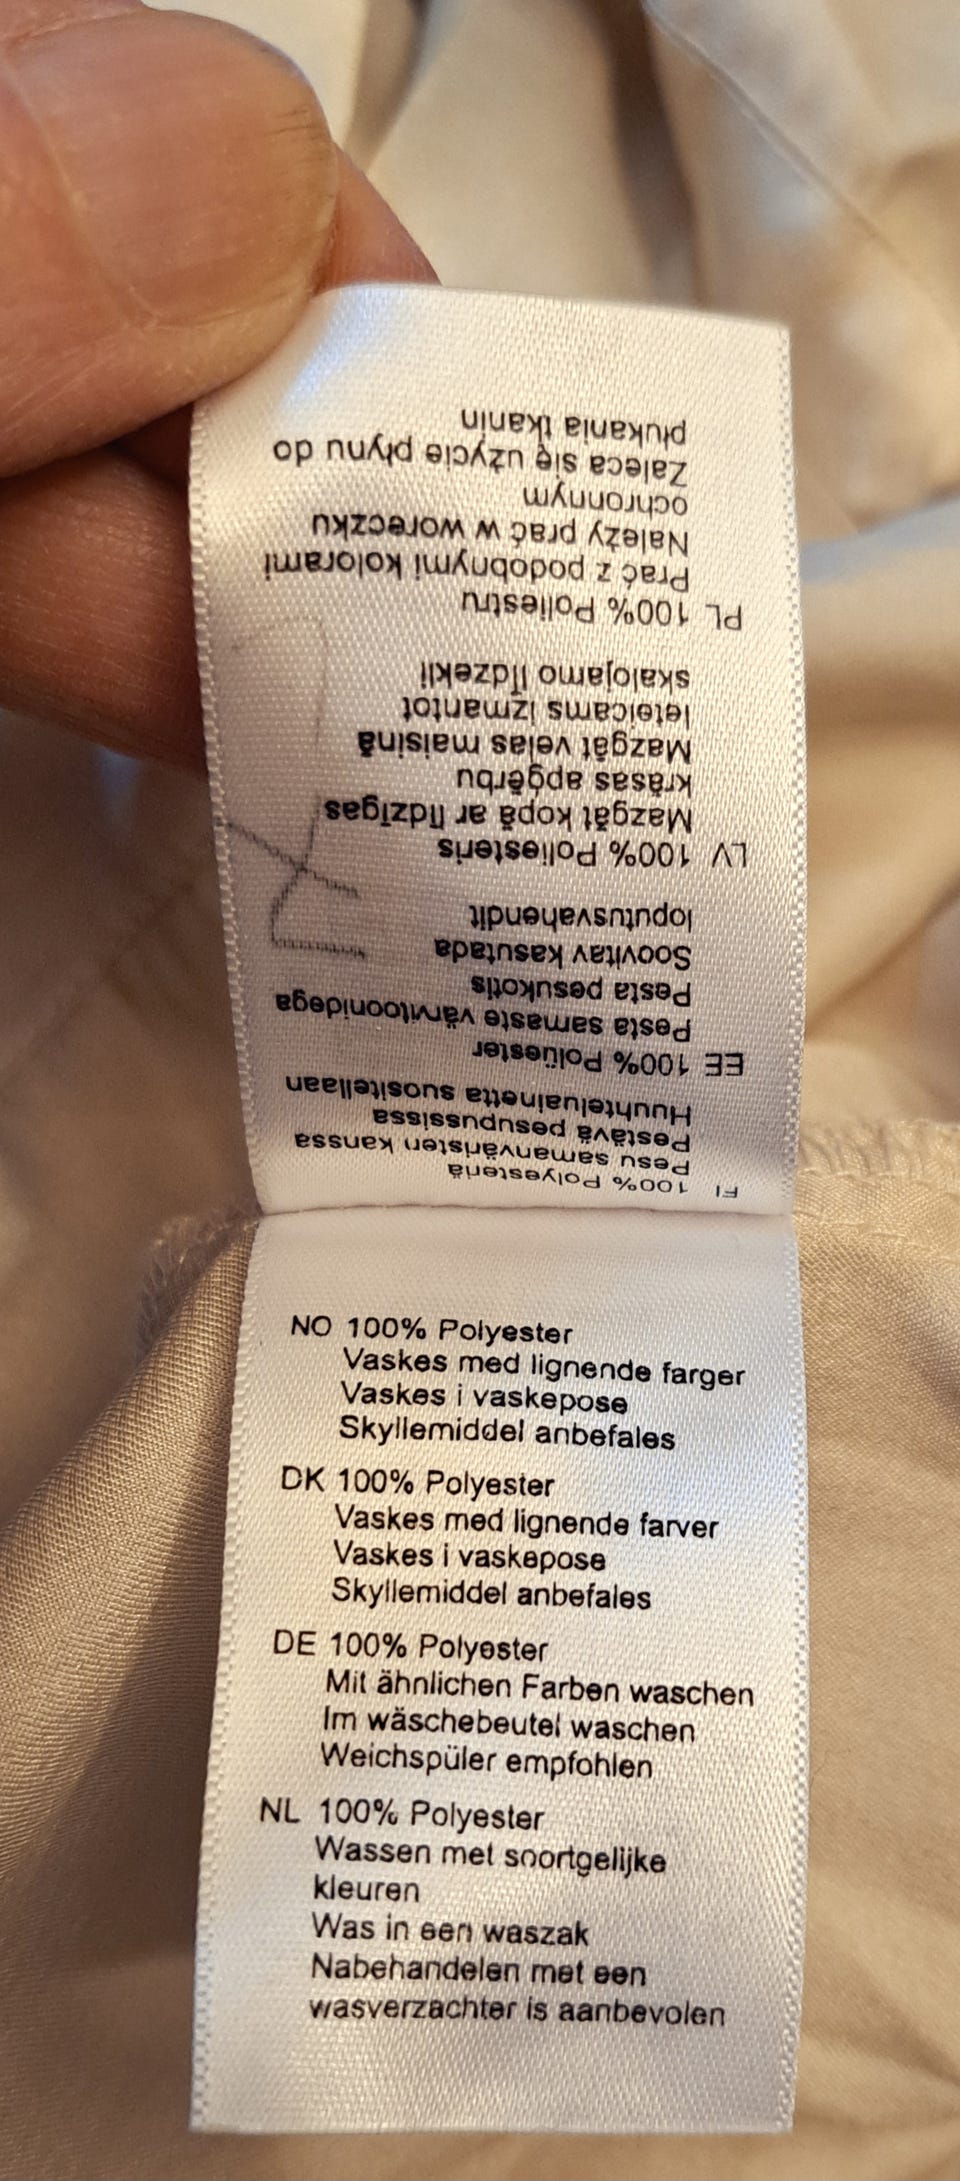 FI 100% Polyesteriä
Pesu samanväristen kanssa
Pestävä pesupussissa
Huuhteluainetta suositellaan
EE 100% Polüester
Pesta samaste värvitoonidega
Pesta pesukotis
Soovitav kasutada
loputusvahendit
LV 100% Poliesteris
Mazgāt kopā ar līdzīgas
krāsas apģērbu
Mazgāt veļas maisiņā
Ieteicams izmantot
skalojamo līdzekli
PL 100% Poliestru
Prać z podobnymi kolorami
Należy prać w woreczku
ochronnym
Zaleca się użycie płynu do
płukania tkanin
NO 100% Polyester
Vaskes med lignende farger
Vaskes i vaskepose
Skyllemiddel anbefales
DK 100% Polyester
Vaskes med lignende farver
Vaskes i vaskepose
Skyllemiddel anbefales
DE 100% Polyester
Mit ähnlichen Farben waschen
Im wäschebeutel waschen
Weichspüler empfohlen
NL 100% Polyester
Wassen met soortgelijke
kleuren
Was in een waszak
Nabehandelen met een
wasverzachter is aanbevolen